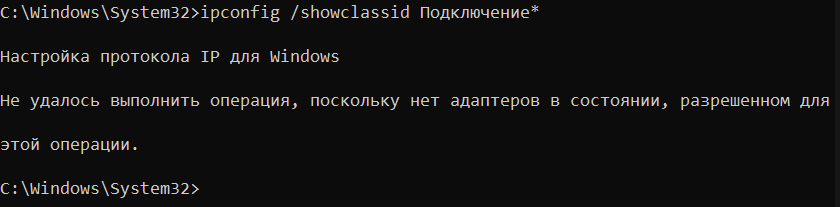 C:\Windows\System32>ipconfig /showclassid Подключение*
Настройка протокола IP для Windows
Не удалось выполнить операция, поскольку нет адаптеров в состоянии, разрешенном для
этой операции.
C:\Windows\System32>